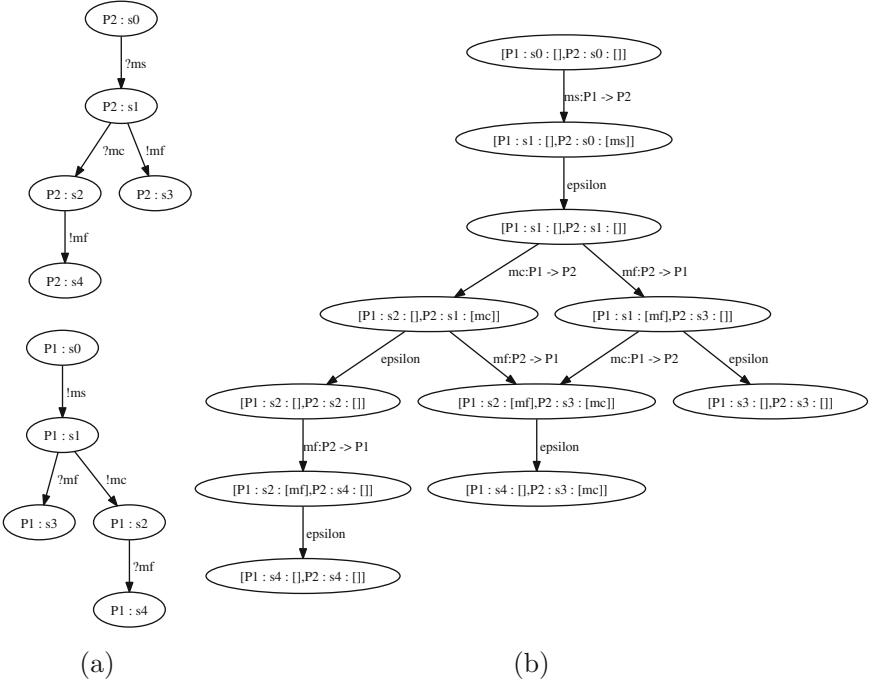 P2 : s0
?ms
P2 : s1
?mc
!mf
P2 : s2
P2 : s3
!mf
P2 : s4
P1 : s0
!ms
P1 : s1
?mf
!mc
P1 : s3
P1 : s2
?mf
P1 : s4
(a)
[P1 : s0 : [],P2 : s0 : []]
ms:P1 -> P2
[P1 : s1 : [],P2 : s0 : [ms]]
epsilon
[P1 : s1 : [],P2 : s1 : []]
mc:P1 -> P2
mf:P2 -> P1
[P1 : s2 : [],P2 : s1 : [mc]]
[P1 : s1 : [mf],P2 : s3 : []]
epsilon
mf:P2 -> P1
mc:P1 -> P2
epsilon
[P1 : s2 : [],P2 : s2 : []]
[P1 : s2 : [mf],P2 : s3 : [mc]]
[P1 : s3 : [],P2 : s3 : []]
mf:P2 -> P1
epsilon
[P1 : s2 : [mf],P2 : s4 : []]
[P1 : s4 : [],P2 : s3 : [mc]]
epsilon
[P1 : s4 : [],P2 : s4 : []]
(b)